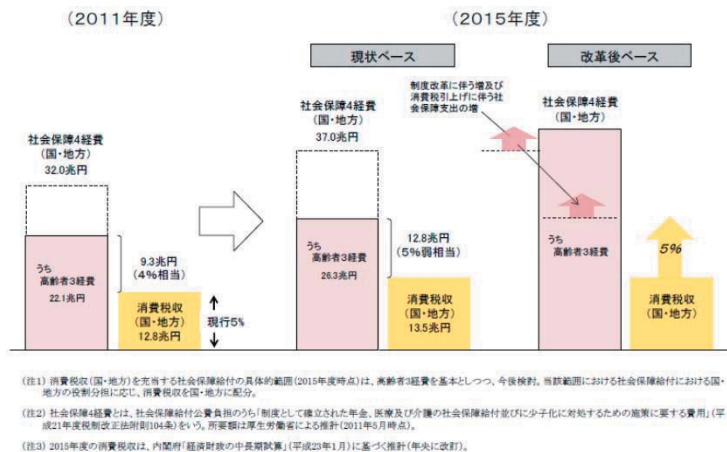 (2011年度)
(2015年度)
現状ベース
改革後ベース
制度改革に伴う増及び
消費税引上げに伴う社
会保障支出の増
社会保障4経費
(国・地方)
32.0兆円
社会保障4経費
(国・地方)
37.0兆円
社会保障4経費
(国・地方)
うち
高齢者3経費
22.1兆円
9.3兆円
(4%相当)
消費税収
(国・地方)
12.8兆円
現行5%
うち
高齢者3経費
26.3兆円
12.8兆円
(5%弱相当)
消費税収
(国・地方)
13.5兆円
うち
高齢者3経費
5%
消費税収
(国・地方)
(注1) 消費税収(国・地方)を充当する社会保障給付の具体的範囲(2015年度時点)は、高齢者3経費を基本としつつ、今後検討。当該範囲における社会保障給付における国・
地方の役割分担に応じ、消費税収を国・地方に配分。
(注2) 社会保障4経費とは、社会保障給付公費負担のうち「制度として確立された年金、医療及び介護の社会保障給付並びに少子化に対処するための施策に要する費用」(平
成21年度税制改正法附則104条)をいう。所要額は厚生労働省による推計(2011年5月時点)。
(注3) 2015年度の消費税収は、内閣府「経済財政の中長期試算」(平成23年1月)に基づく推計(年央に改訂)。